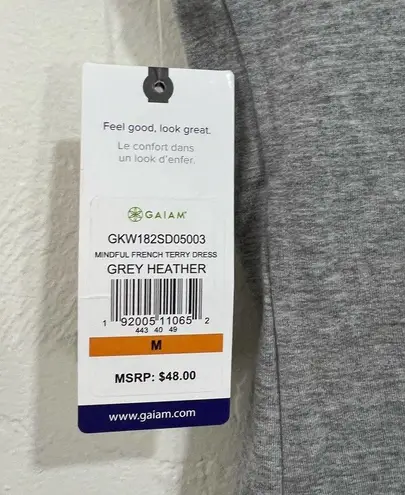 Feel good, look great.
Le confort dans
un look d'enfer.
GAIAM
GKW182SD05003
MINDFUL FRENCH TERRY DRESS
GREY HEATHER
1 92005 11065 2
443 40 49
M
MSRP: $48.00
www.gaiam.com